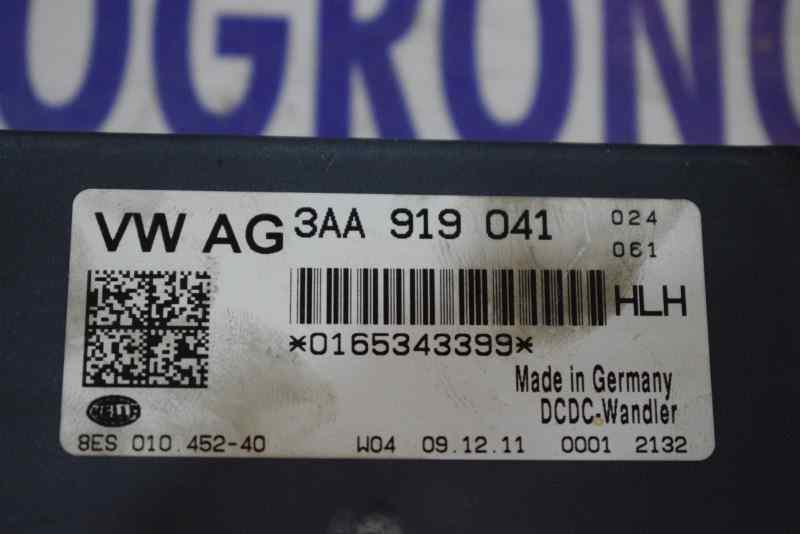 OGRONO
VW AG 3AA 919 041 024
061
HLH
*0165343399*
Made in Germany
DCDC-Wandler
HELLA
8ES 010.452-40 W04 09.12.11 0001 2132